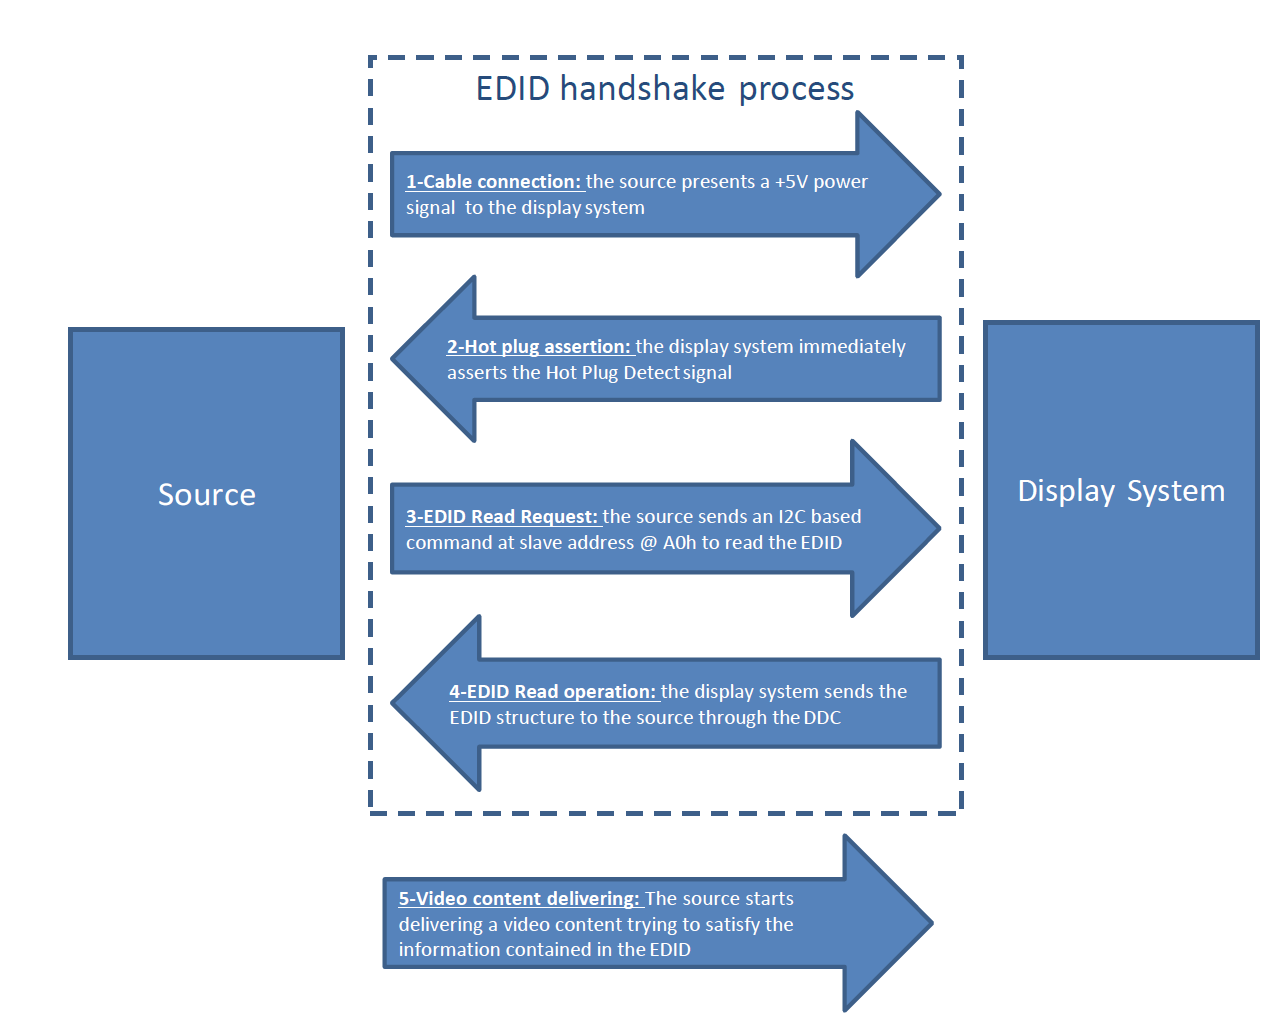 EDID handshake process
1-Cable connection: the source presents a +5V power
signal to the display system
2-Hot plug assertion: the display system immediately
asserts the Hot Plug Detect signal
Source
Display System
3-EDID Read Request: the source sends an I2C based
command at slave address @ A0h to read the EDID
4-EDID Read operation: the display system sends the
EDID structure to the source through the DDC
5-Video content delivering: The source starts
delivering a video content trying to satisfy the
information contained in the EDID